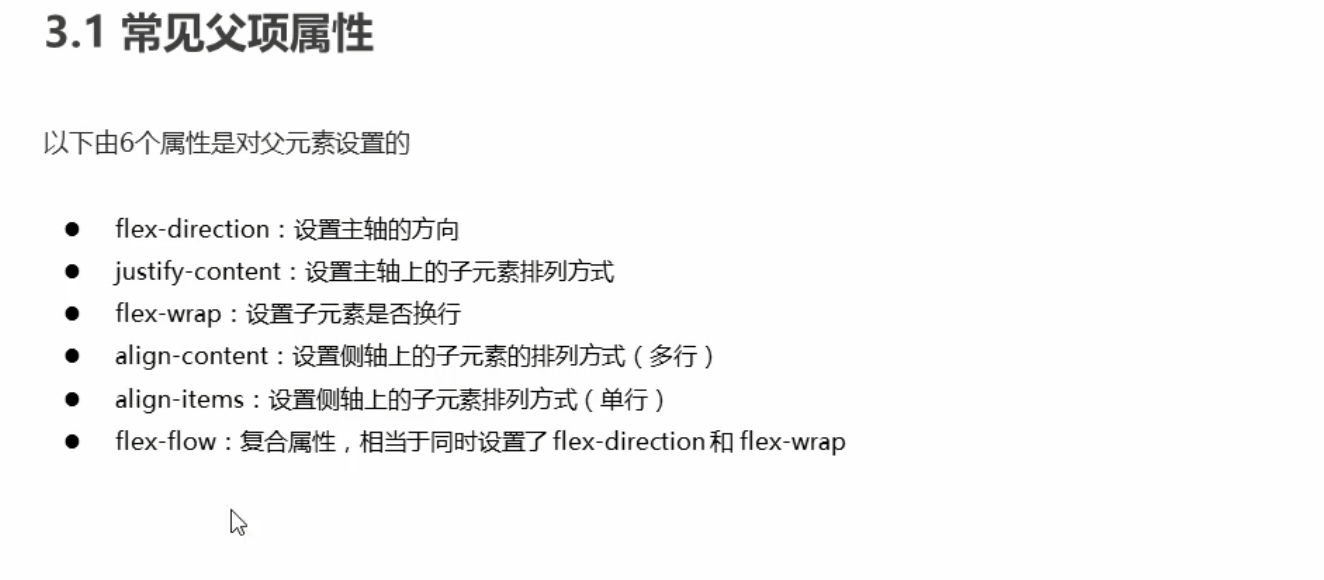 3.1 常见父项属性
以下由6个属性是对父元素设置的
● flex-direction：设置主轴的方向
● justify-content：设置主轴上的子元素排列方式
● flex-wrap：设置子元素是否换行
● align-content：设置侧轴上的子元素的排列方式（多行）
● align-items：设置侧轴上的子元素排列方式（单行）
● flex-flow：复合属性，相当于同时设置了 flex-direction 和 flex-wrap